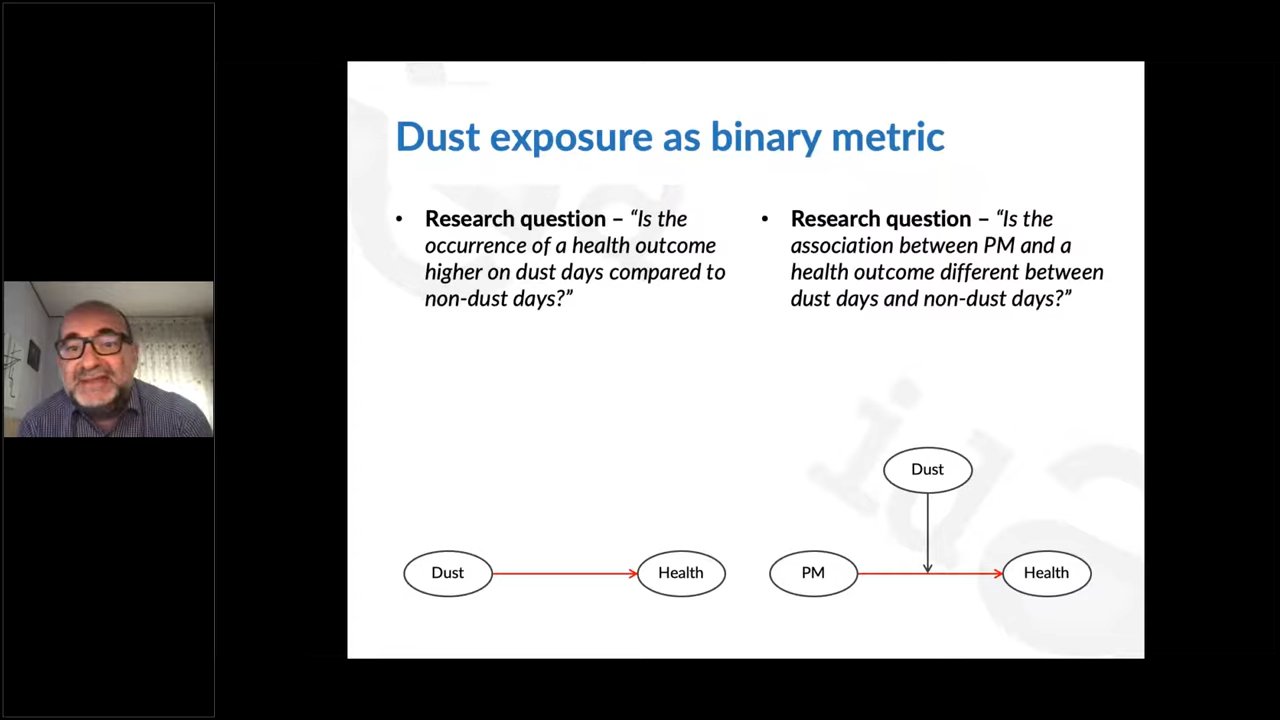 Dust exposure as binary metric
• Research question – “Is the
occurrence of a health outcome
higher on dust days compared to
non-dust days?”
• Research question – “Is the
association between PM and a
health outcome different between
dust days and non-dust days?”
Dust
Health
Dust
PM
Health